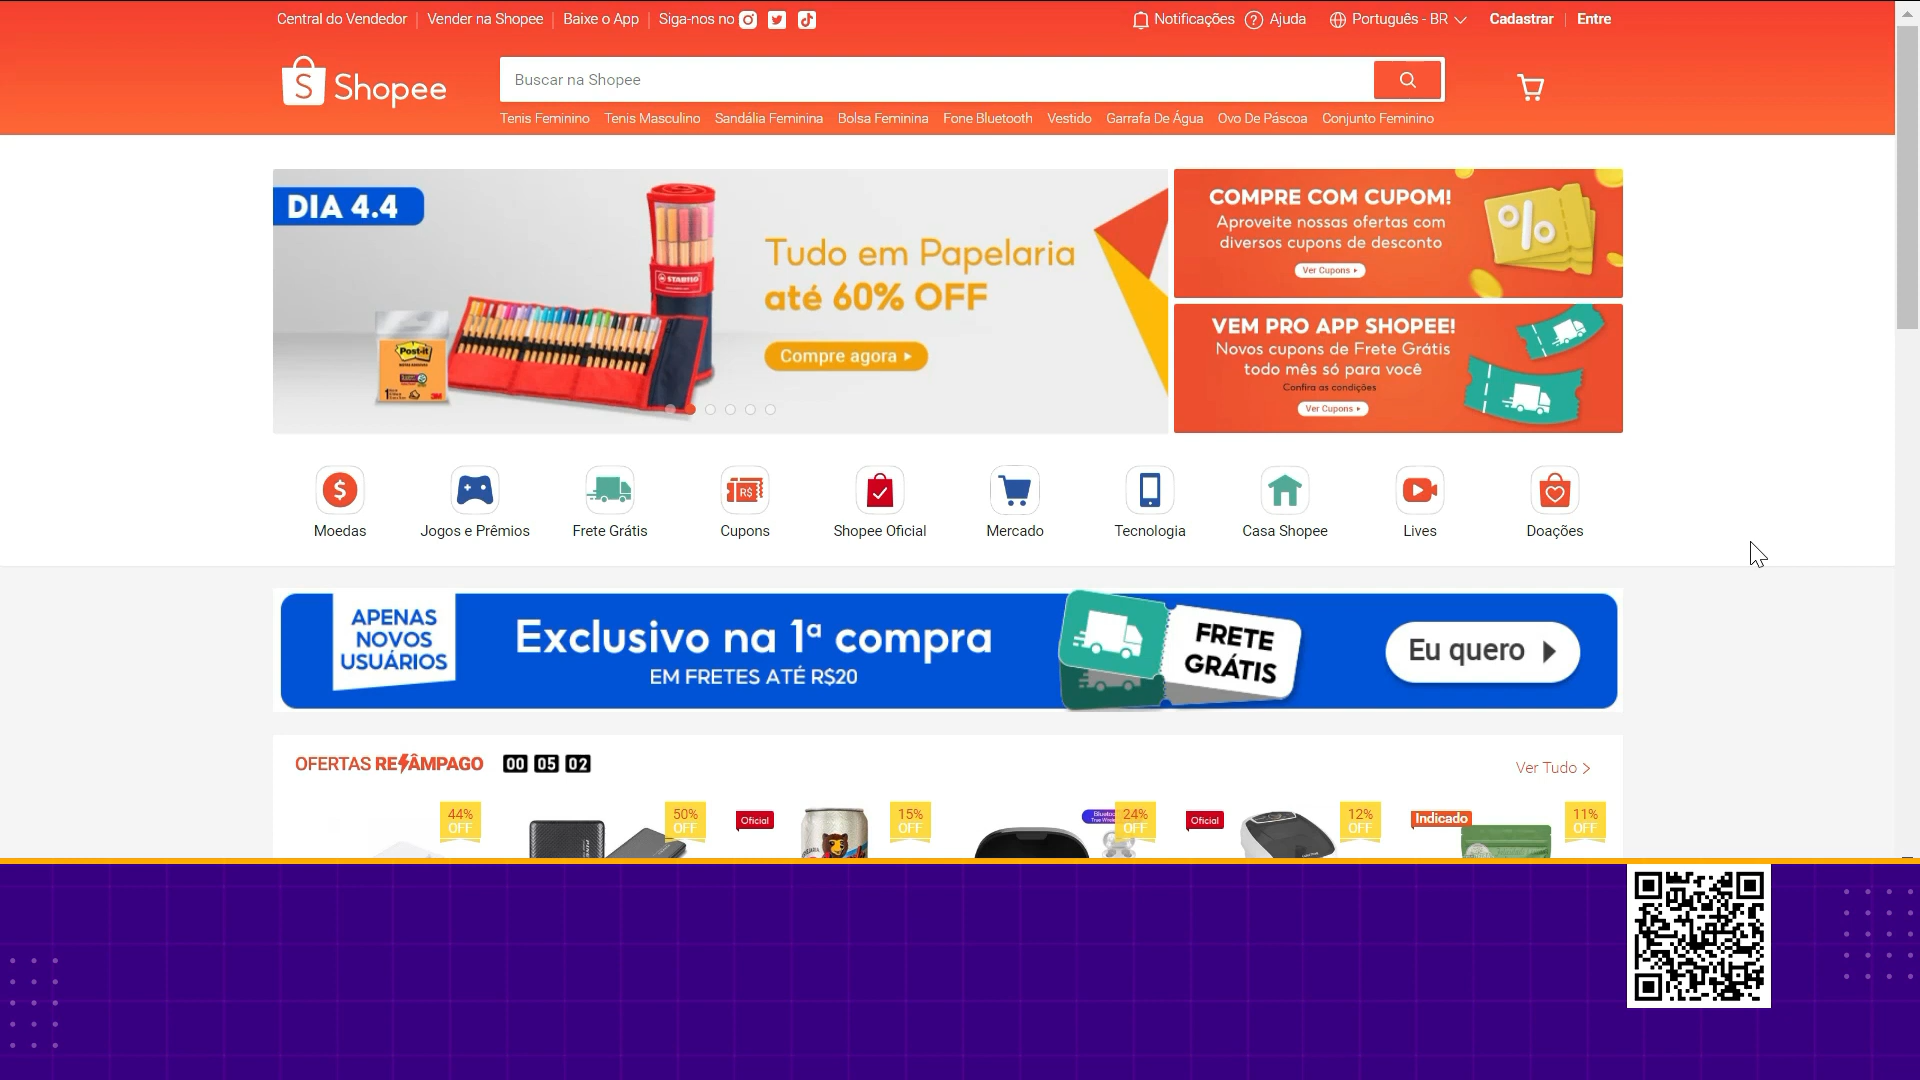 Central do Vendedor
Vender na Shopee
Baixe o App
Siga-nos no
Notificações
Ajuda
Português - BR
Cadastrar
Entre
Shopee
Buscar na Shopee
Tenis Feminino
Tenis Masculino
Sandália Feminina
Bolsa Feminina
Fone Bluetooth
Vestido
Garrafa De Água
Ovo De Páscoa
Conjunto Feminino
DIA 4.4
Tudo em Papelaria
até 60% OFF
Compre agora
Post-it
STABILO
3M
COMPRE COM CUPOM!
Aproveite nossas ofertas com
diversos cupons de desconto
Ver Cupons
%
VEM PRO APP SHOPEE!
Novos cupons de Frete Grátis
todo mês só para você
Confira as condições
Ver Cupons
R$
Moedas
Jogos e Prêmios
Frete Grátis
Cupons
Shopee Oficial
Mercado
Tecnologia
Casa Shopee
Lives
Doações
APENAS
NOVOS
USUÁRIOS
Exclusivo na 1ª compra
EM FRETES ATÉ R$20
FRETE
GRÁTIS
Eu quero
OFERTAS RELÂMPAGO
00 05 02
Ver Tudo
44%
OFF
50%
OFF
Oficial
15%
OFF
24%
OFF
Oficial
12%
OFF
Indicado
11%
OFF